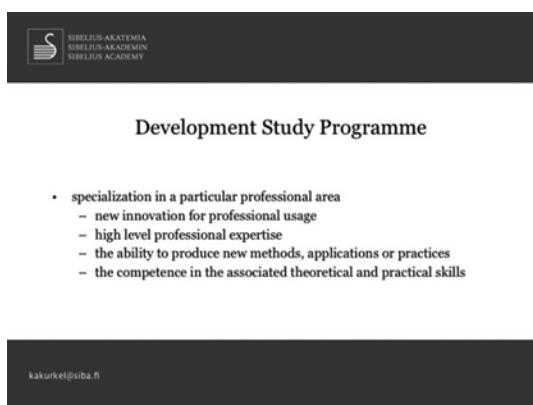 SIBELIUS-AKATEMIA
SIBELIUS-AKADEMIN
SIBELIUS ACADEMY
Development Study Programme
• specialization in a particular professional area
– new innovation for professional usage
– high level professional expertise
– the ability to produce new methods, applications or practices
– the competence in the associated theoretical and practical skills
kakurkel@siba.fi